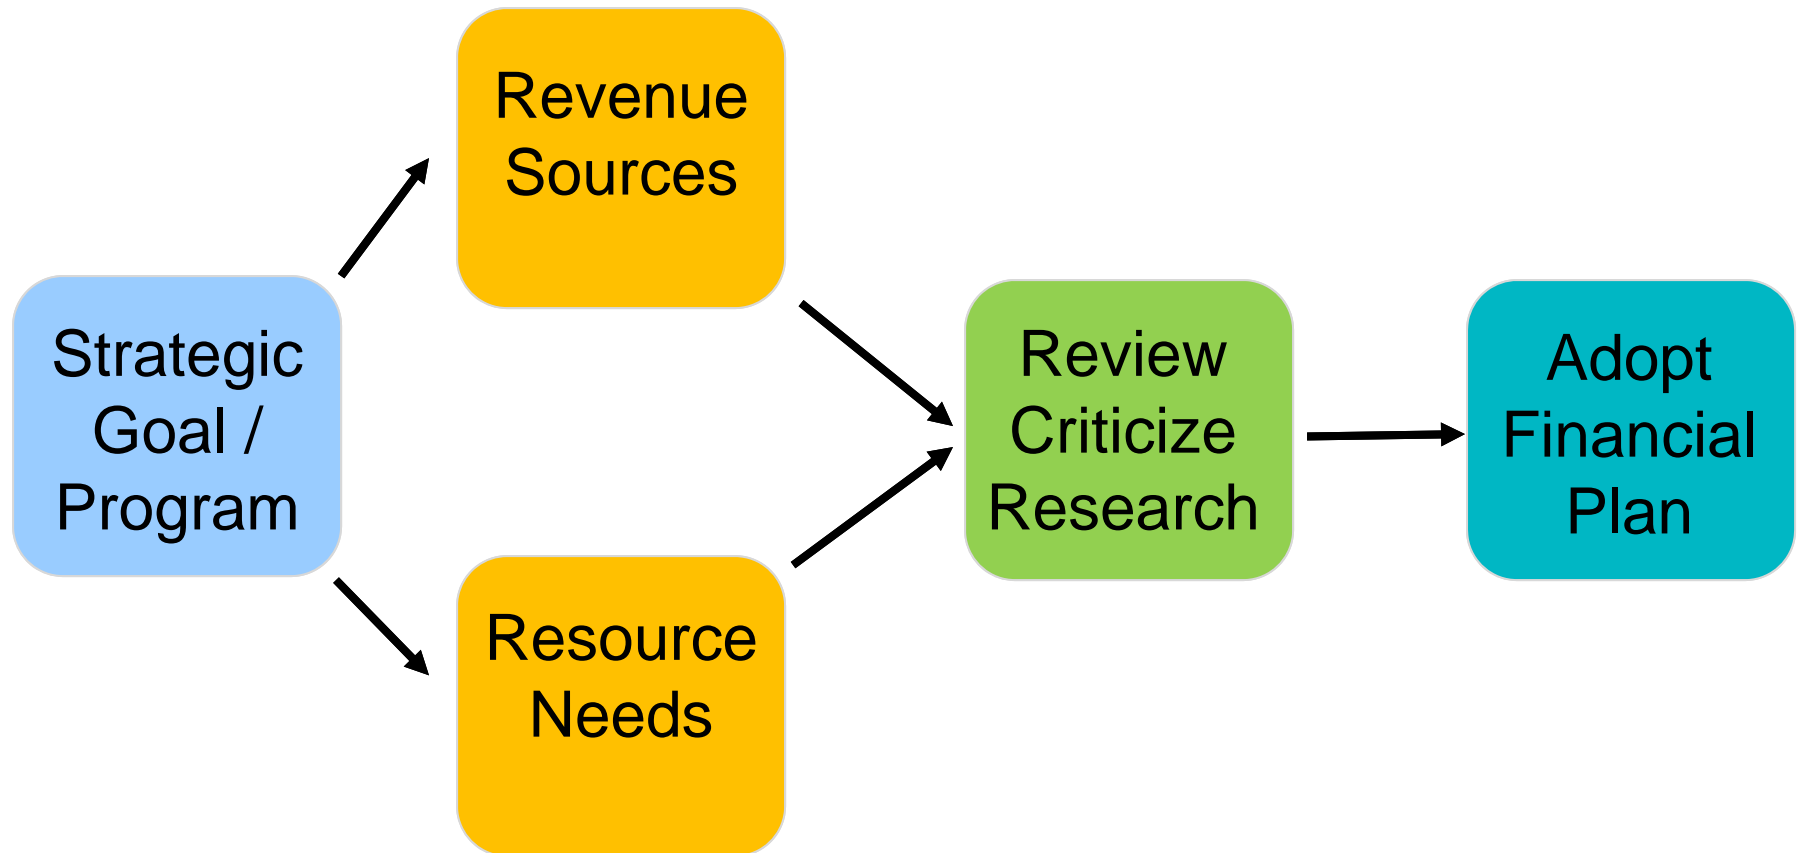 Revenue
Sources
Strategic
Goal /
Program
Resource
Needs
Review
Criticize
Research
Adopt
Financial
Plan